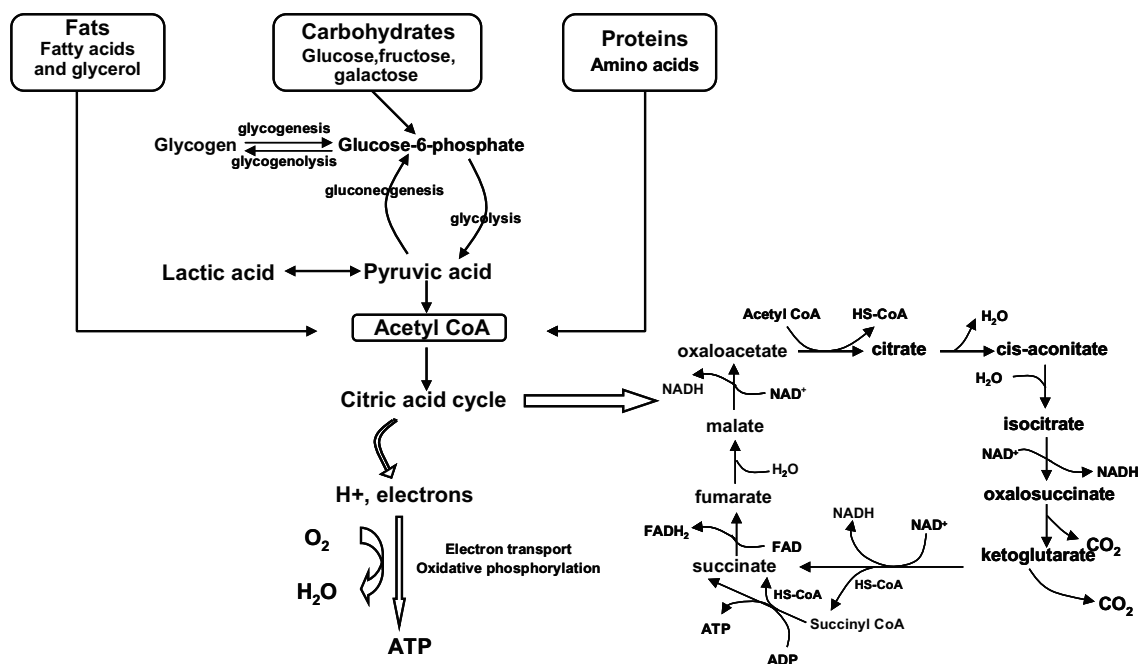 Fats
Fatty acids
and glycerol
Carbohydrates
Glucose,fructose,
galactose
Proteins
Amino acids
glycogenesis
Glycogen
Glucose-6-phosphate
glycogenolysis
gluconeogenesis
glycolysis
Lactic acid
Pyruvic acid
Acetyl CoA
Citric acid cycle
H+, electrons
O₂
H₂O
Electron transport
Oxidative phosphorylation
ATP
Acetyl CoA
HS-CoA
H₂O
oxaloacetate
citrate
cis-aconitate
H₂O
NADH
NAD⁺
malate
isocitrate
NAD⁺
NADH
H₂O
fumarate
oxalosuccinate
NADH
NAD⁺
FADH₂
FAD
CO₂
ketoglutarate
succinate
HS-CoA
HS-CoA
CO₂
ATP
Succinyl CoA
ADP